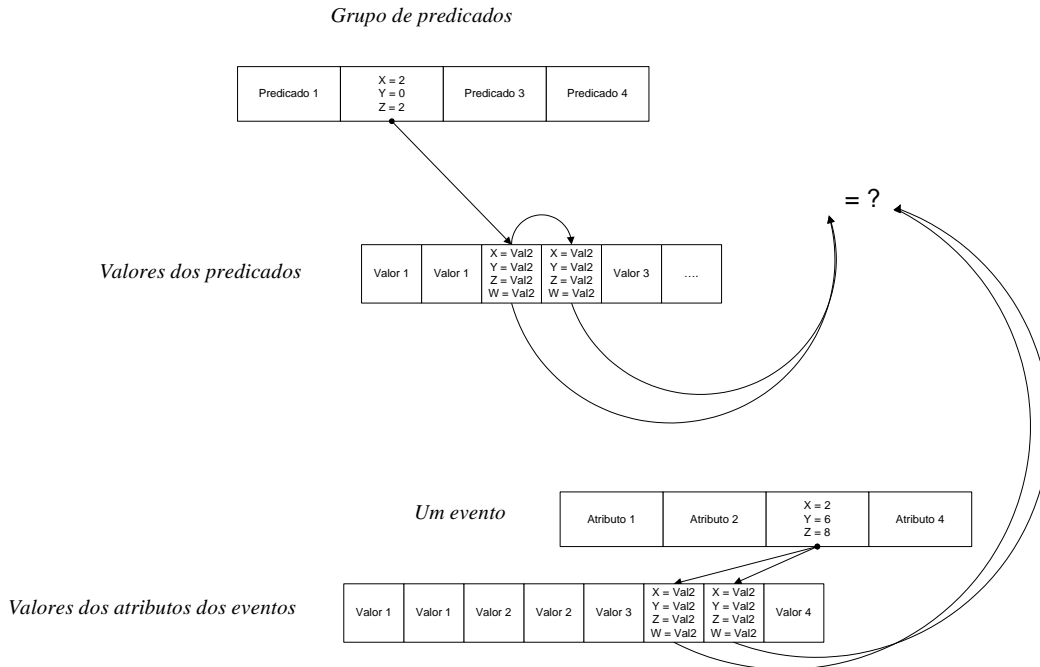 Grupo de predicados
Predicado 1
X = 2
Y = 0
Z = 2
Predicado 3
Predicado 4
= ?
Valores dos predicados
Valor 1
Valor 1
X = Val2
Y = Val2
Z = Val2
W = Val2
X = Val2
Y = Val2
Z = Val2
W = Val2
Valor 3
....
Um evento
Atributo 1
Atributo 2
X = 2
Y = 6
Z = 8
Atributo 4
Valores dos atributos dos eventos
Valor 1
Valor 1
Valor 2
Valor 2
Valor 3
X = Val2
Y = Val2
Z = Val2
W = Val2
X = Val2
Y = Val2
Z = Val2
W = Val2
Valor 4